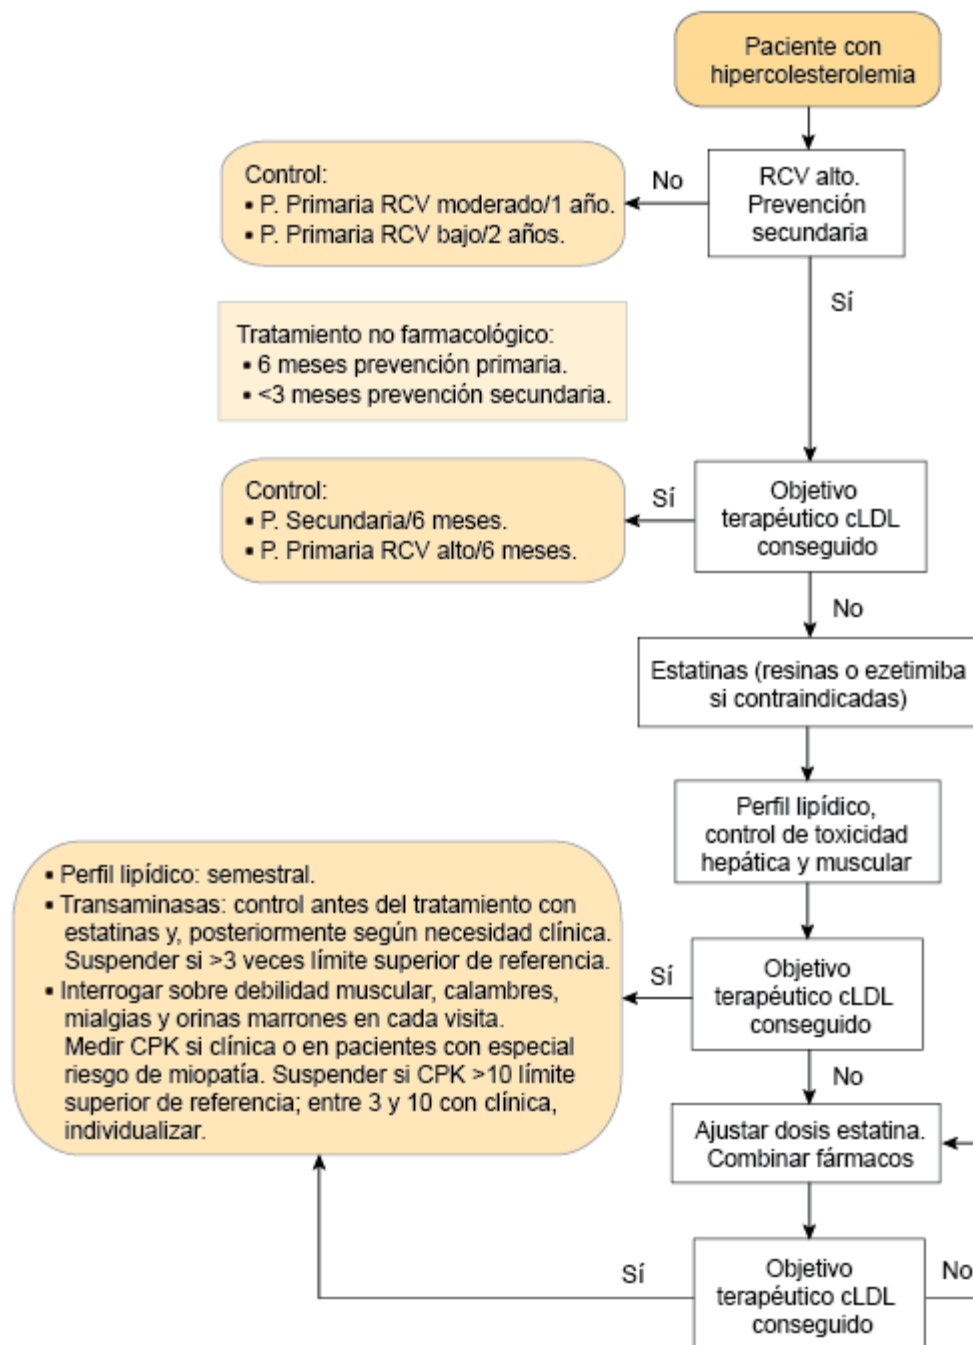 Paciente con
hipercolesterolemia
RCV alto.
Prevención
secundaria
No
Control:
▪ P. Primaria RCV moderado/1 año.
▪ P. Primaria RCV bajo/2 años.
Sí
Tratamiento no farmacológico:
▪ 6 meses prevención primaria.
▪ <3 meses prevención secundaria.
Objetivo
terapéutico cLDL
conseguido
Sí
Control:
▪ P. Secundaria/6 meses.
▪ P. Primaria RCV alto/6 meses.
No
Estatinas (resinas o ezetimiba
si contraindicadas)
Perfil lipídico,
control de toxicidad
hepática y muscular
Objetivo
terapéutico cLDL
conseguido
Sí
▪ Perfil lipídico: semestral.
▪ Transaminasas: control antes del tratamiento con
estatinas y, posteriormente según necesidad clínica.
Suspender si >3 veces límite superior de referencia.
▪ Interrogar sobre debilidad muscular, calambres,
mialgias y orinas marrones en cada visita.
Medir CPK si clínica o en pacientes con especial
riesgo de miopatía. Suspender si CPK >10 límite
superior de referencia; entre 3 y 10 con clínica,
individualizar.
No
Ajustar dosis estatina.
Combinar fármacos
Objetivo
terapéutico cLDL
conseguido
Sí
No